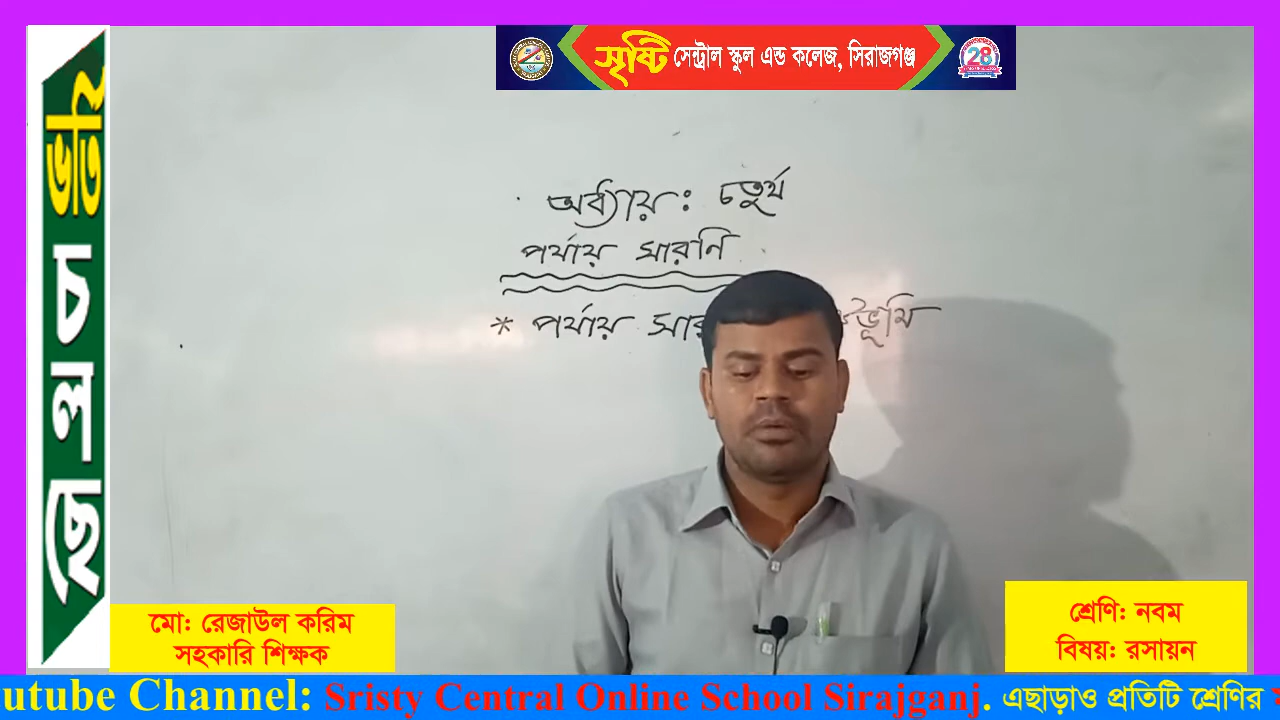 সৃষ্টি সেন্ট্রাল স্কুল এন্ড কলেজ, সিরাজগঞ্জ
28
ভর্তি চলছে
অধ্যায়ঃ চতুর্থ
পর্যায় সারণি
* পর্যায় সার ভূমি
মো: রেজাউল করিম
সহকারি শিক্ষক
শ্রেণি: নবম
বিষয়: রসায়ন
utube Channel: Sristy Central Online School Sirajganj. এছাড়াও প্রতিটি শ্রেণির